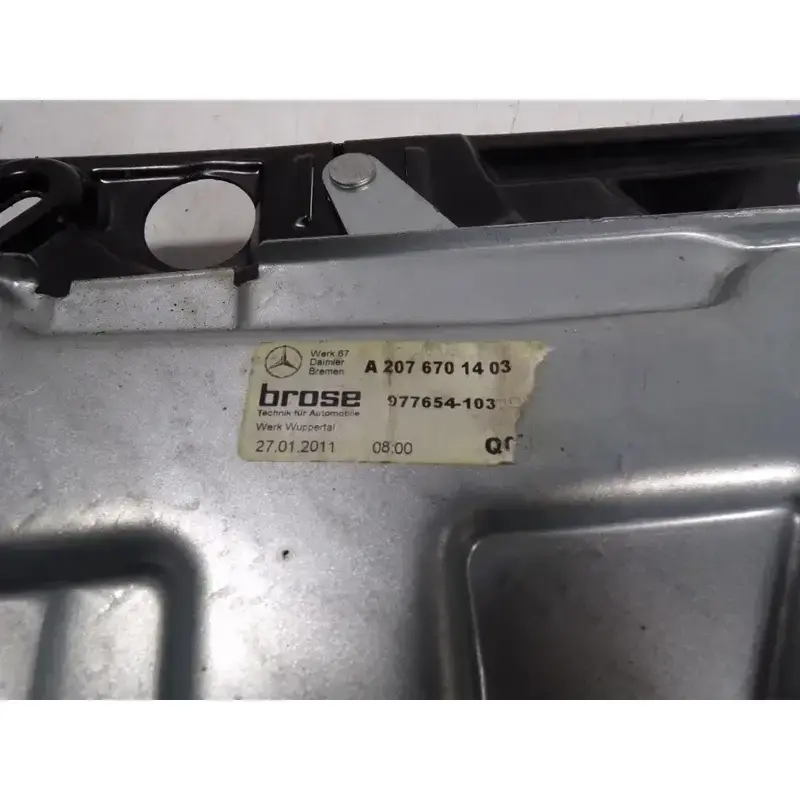 Werk 67
Daimler
Bremen
A 207 670 14 03
brose
Technik für Automobile
977654-103
Werk Wuppertal
27.01.2011 08:00